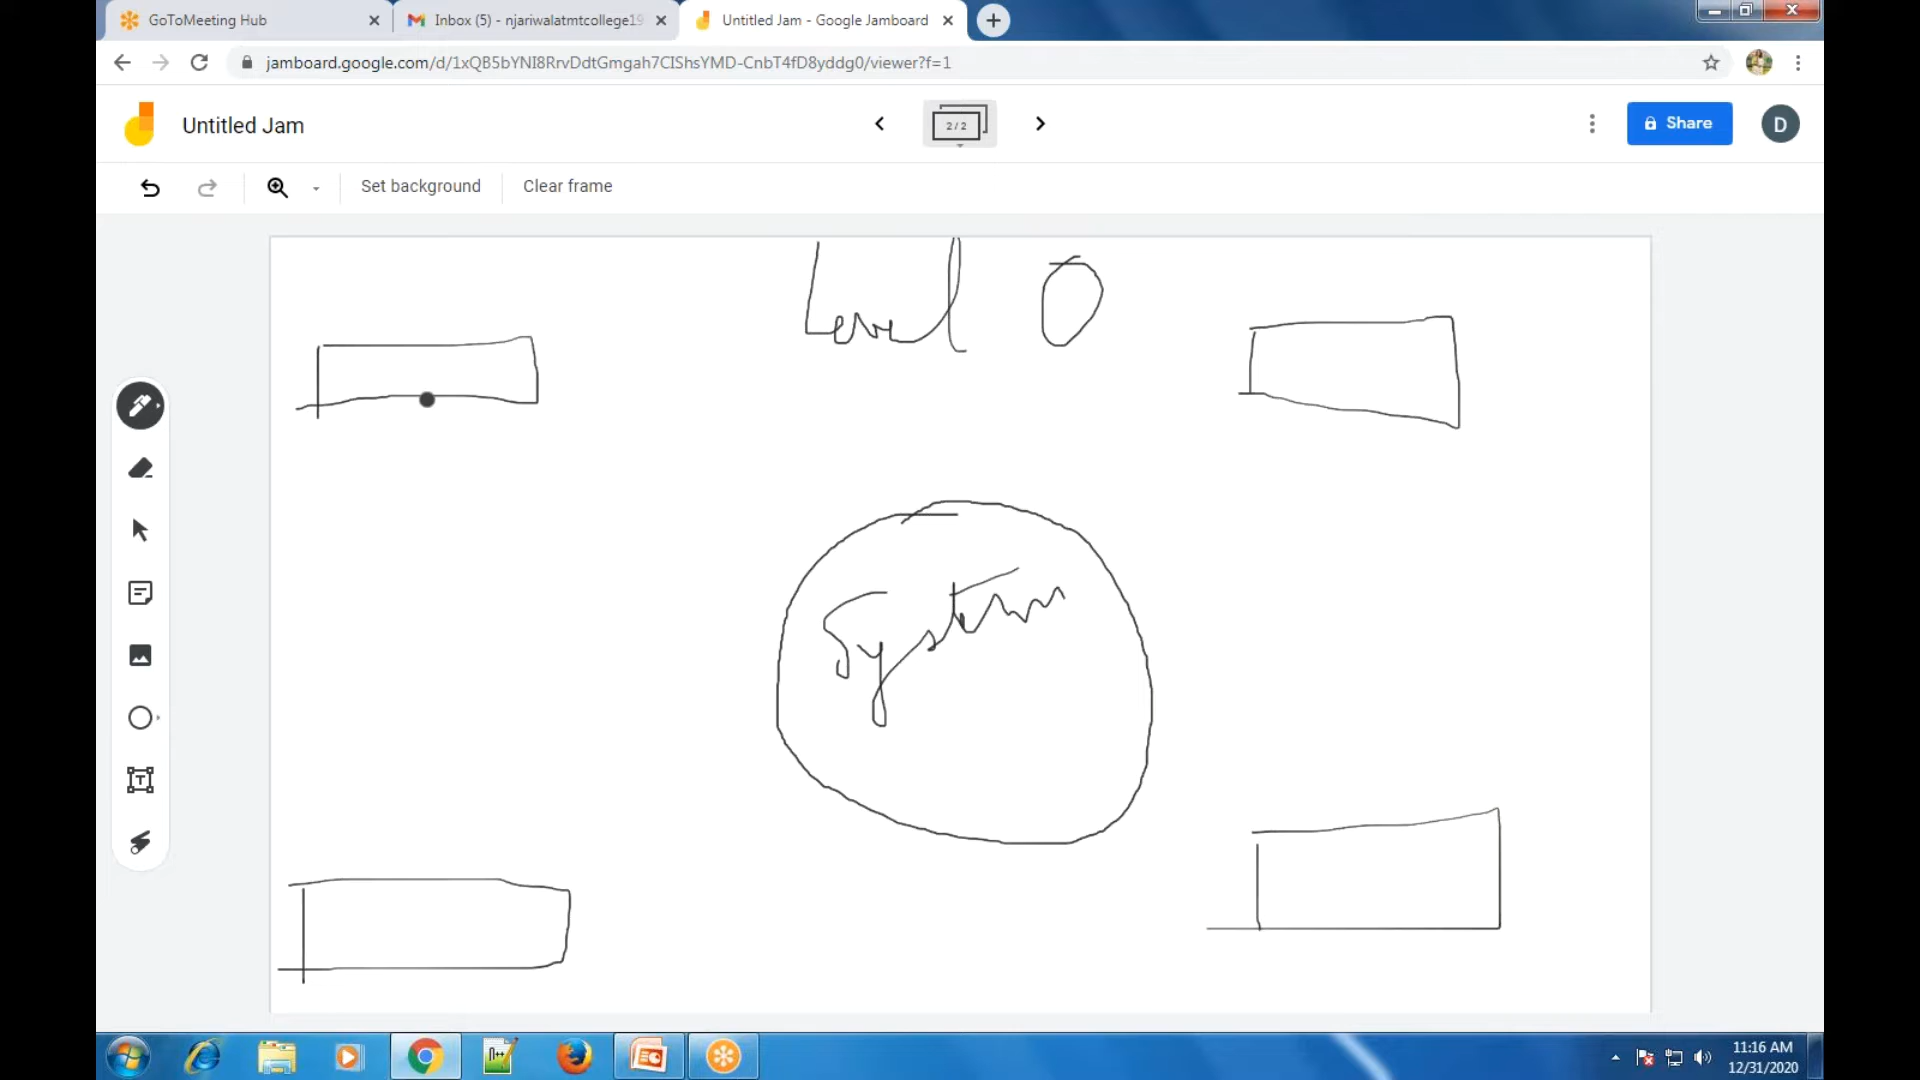 GoToMeeting Hub
Inbox (5) - njariwalatmtcollege19
Untitled Jam - Google Jamboard
jamboard.google.com/d/1xQB5bYNI8RrvDdtGmgah7CIShsYMD-CnbT4fD8yddg0/viewer?f=1
Untitled Jam
2 / 2
Share
D
Set background
Clear frame
Level 0
System
11:16 AM
12/31/2020